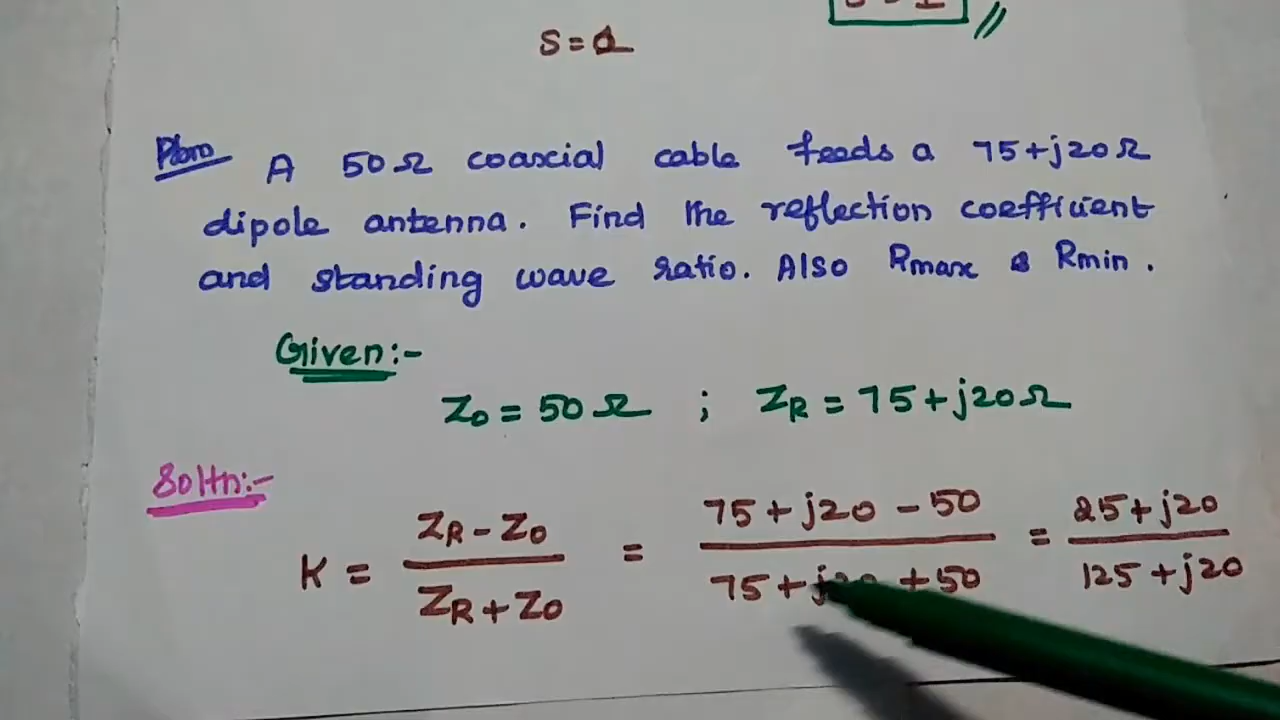 S = 1
Pbm A 50Ω coaxial cable feeds a 75+j20Ω
dipole antenna. Find the reflection coefficient
and standing wave ratio. Also Rmax & Rmin.
Given:-
Z0 = 50Ω ; ZR = 75+j20Ω
Soltn:-
K = ZR - Z0 / ZR + Z0 = 75+j20 - 50 / 75+j20 +50 = 25+j20 / 125 +j20